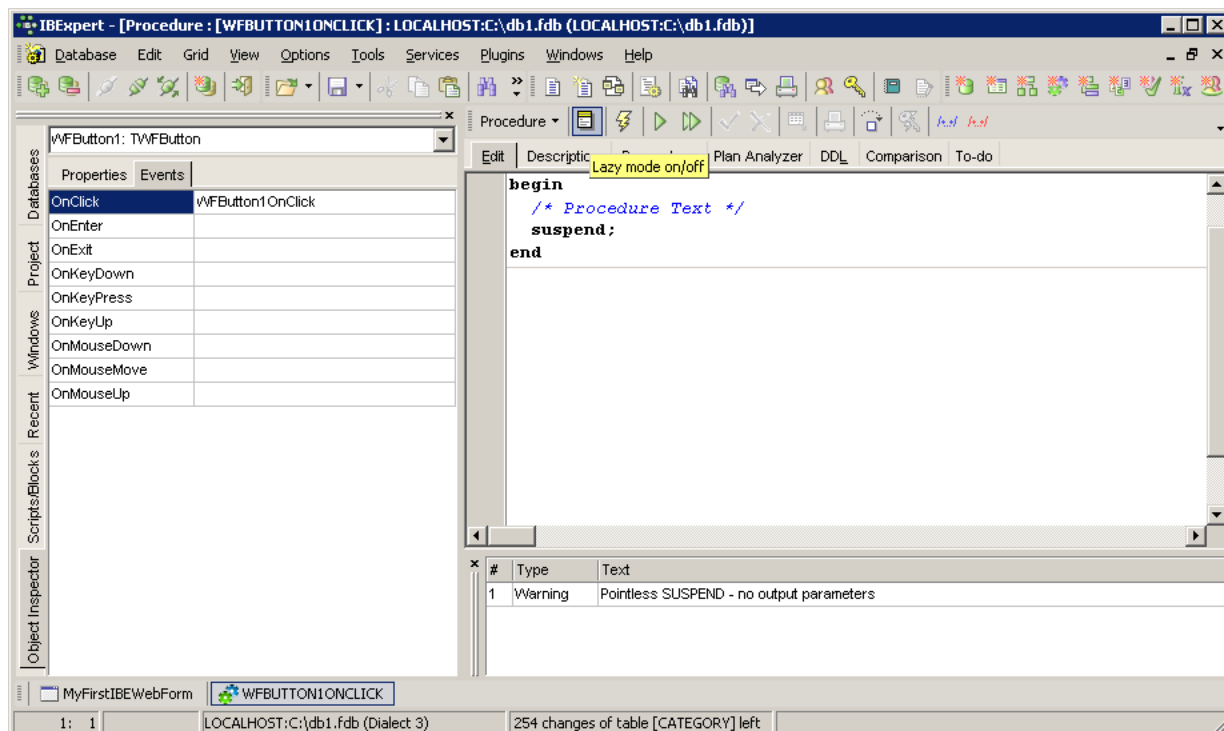 IBExpert - [Procedure : [WFBUTTON1ONCLICK] : LOCALHOST:C:\db1.fdb (LOCALHOST:C:\db1.fdb)]
Database Edit Grid View Options Tools Services Plugins Windows Help
Procedure
WFButton1: TWFButton
Edit Descriptic Plan Analyzer DDL Comparison To-do
Lazy mode on/off
Properties Events
OnClick WFButton1OnClick
OnEnter
OnExit
OnKeyDown
OnKeyPress
OnKeyUp
OnMouseDown
OnMouseMove
OnMouseUp
Databases
Project
Windows
Recent
Scripts/Blocks
Object Inspector
begin
/* Procedure Text */
suspend;
end
# Type Text
1 Warning Pointless SUSPEND - no output parameters
MyFirstIBEWebForm WFBUTTON1ONCLICK
1: 1 LOCALHOST:C:\db1.fdb (Dialect 3) 254 changes of table [CATEGORY] left